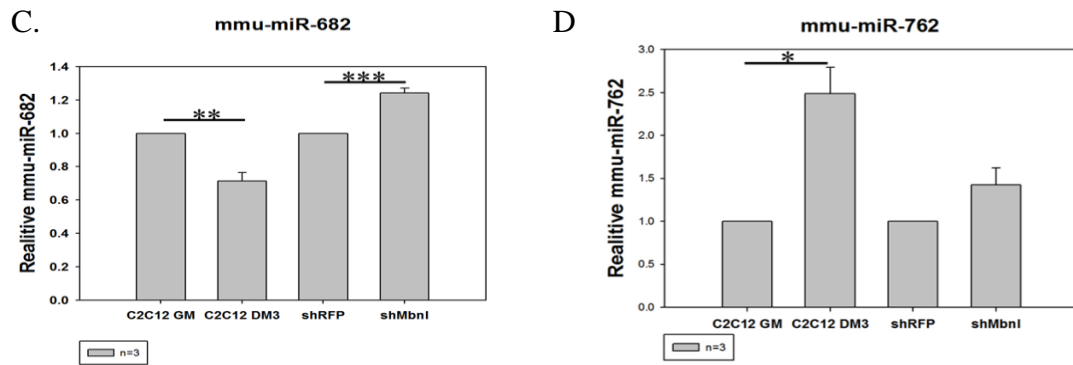 C.
mmu-miR-682
Realitive mmu-miR-682
1.4
1.2
1.0
0.8
0.6
0.4
0.2
0.0
**
***
C2C12 GM C2C12 DM3 shRFP shMbnl
n=3
D
mmu-miR-762
Realitive mmu-miR-762
3.0
2.5
2.0
1.5
1.0
0.5
0.0
*
C2C12 GM C2C12 DM3 shRFP shMbnl
n=3